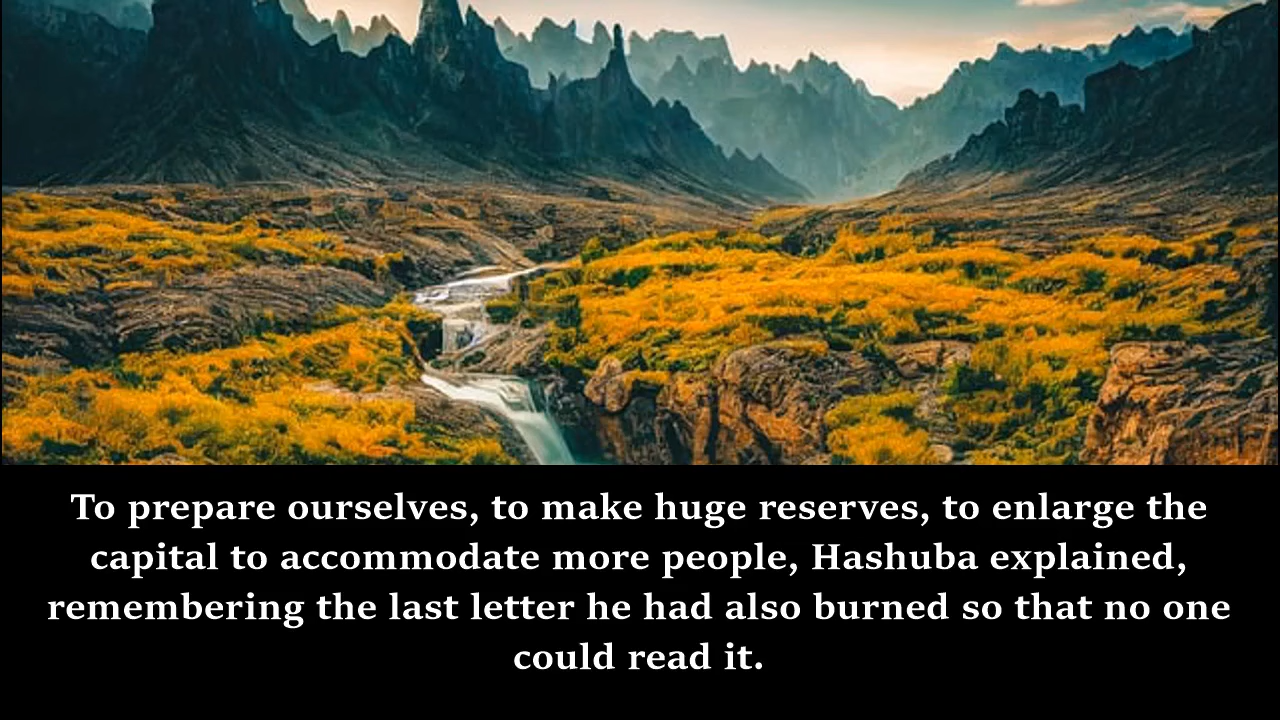 To prepare ourselves, to make huge reserves, to enlarge the
capital to accommodate more people, Hashuba explained,
remembering the last letter he had also burned so that no one
could read it.